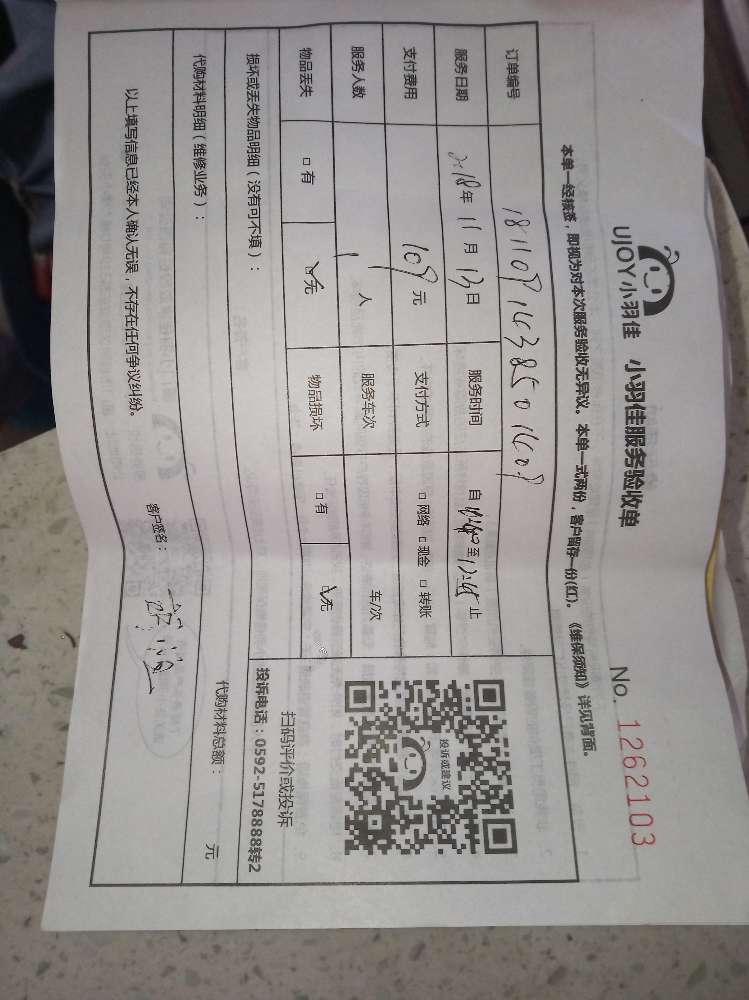 UJOY小羽佳 小羽佳服务验收单
No. 1262103
本单一经核签，即视为对本次服务验收无异议。本单一式两份，客户留存一份(红)。《维保须知》详见背面。
订单编号
服务日期 2018年 11月 13日 服务时间 自 至 12:45 止
支付费用 109 元 支付方式 □ 网络 □ 现金 □ 转账
服务人数 1 人 服务车次 车/次
物品丢失 □ 有 ☑ 无 物品损坏 □ 有 ☑ 无
投诉或建议
扫码评价或投诉
投诉电话：0592-5178888转2
损坏或丢失物品明细（没有可不填）：
代购材料明细（维修业务）： 代购材料总额： 元
以上填写信息已经本人确认无误，不存在任何争议纠纷。
客户签名：